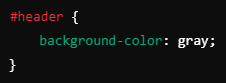 #header {
    background-color: gray;
}